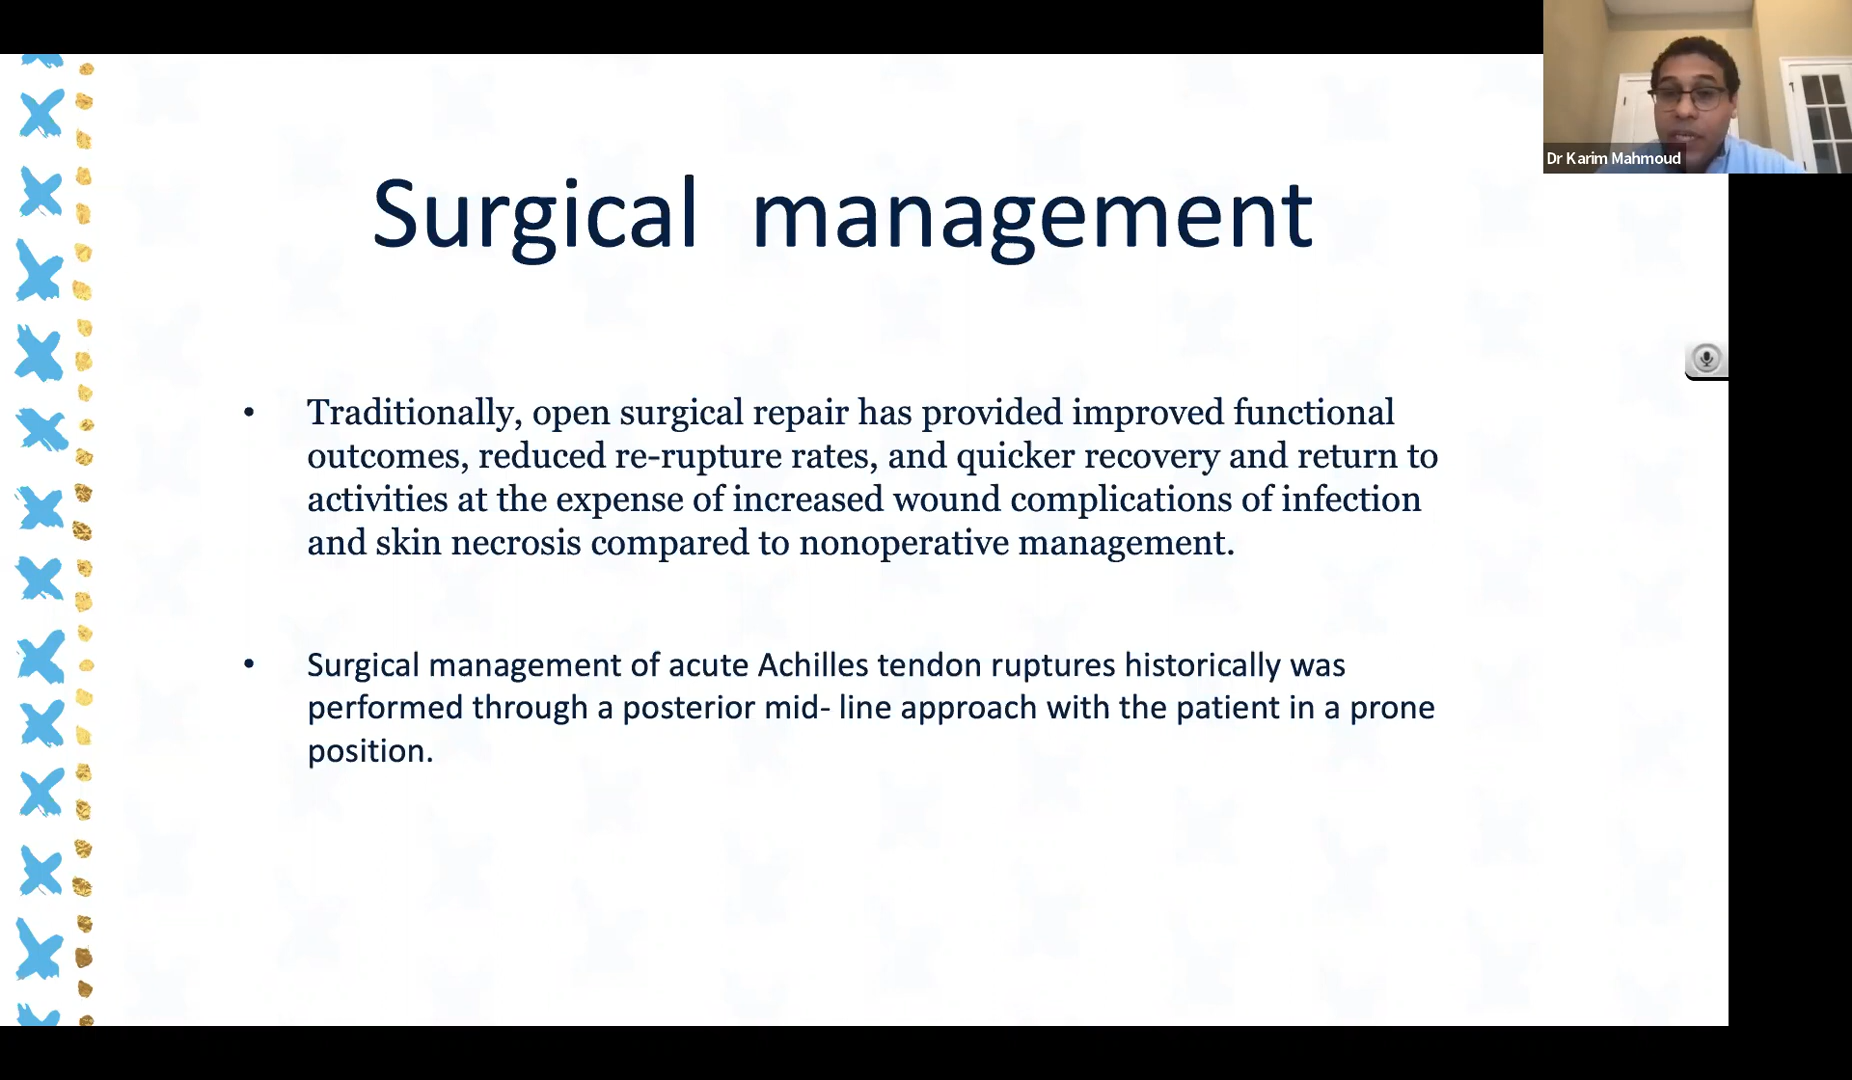 Dr Karim Mahmoud
Surgical management
• Traditionally, open surgical repair has provided improved functional
outcomes, reduced re-rupture rates, and quicker recovery and return to
activities at the expense of increased wound complications of infection
and skin necrosis compared to nonoperative management.
• Surgical management of acute Achilles tendon ruptures historically was
performed through a posterior mid- line approach with the patient in a prone
position.